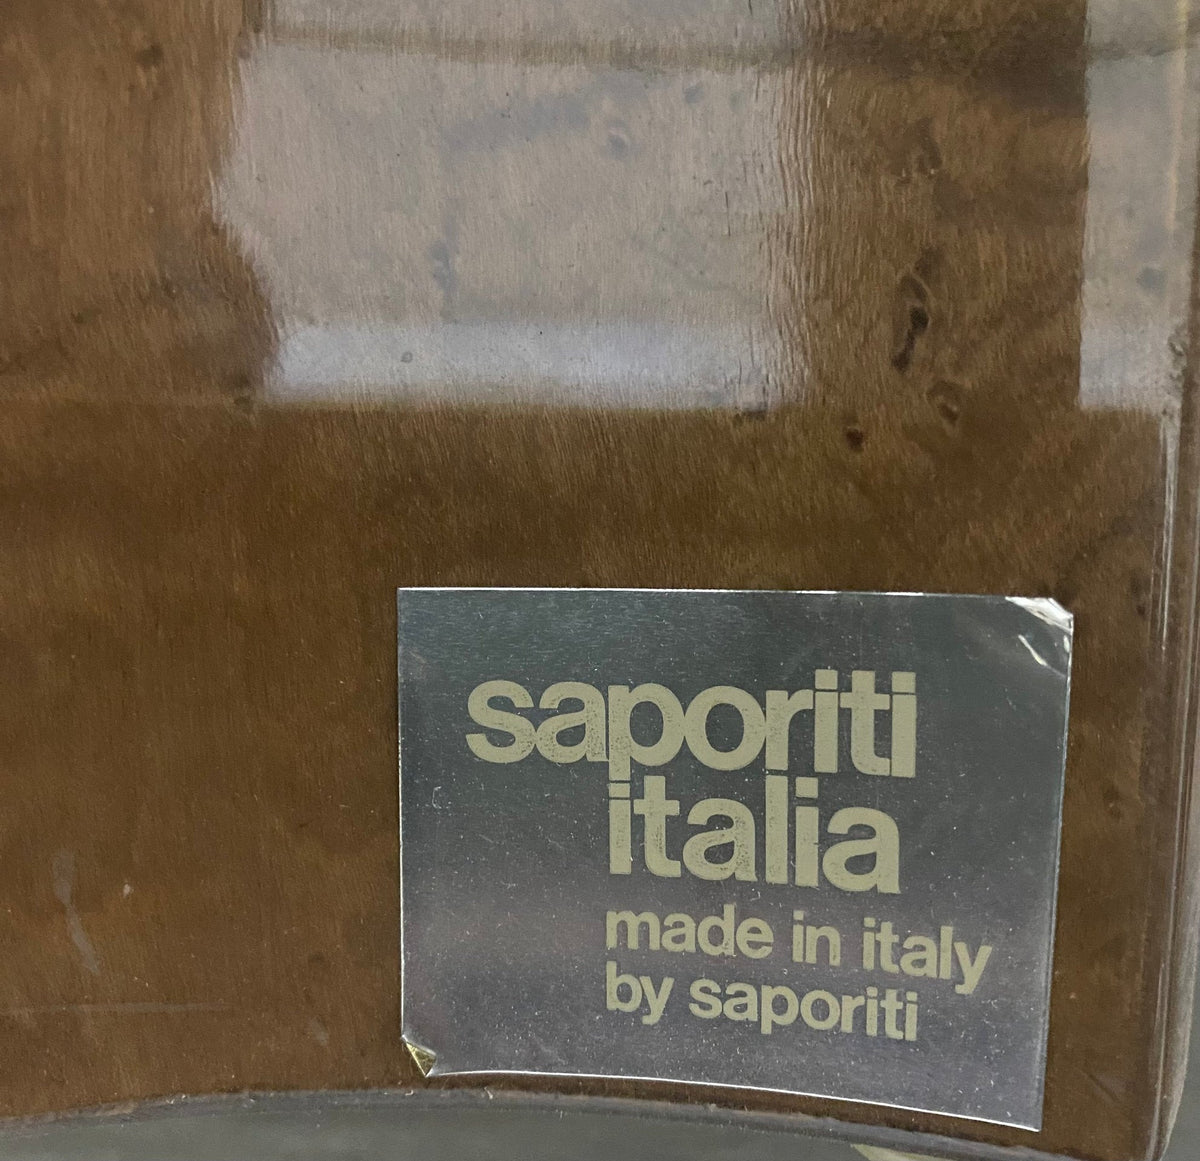 saporiti
italia
made in italy
by saporiti